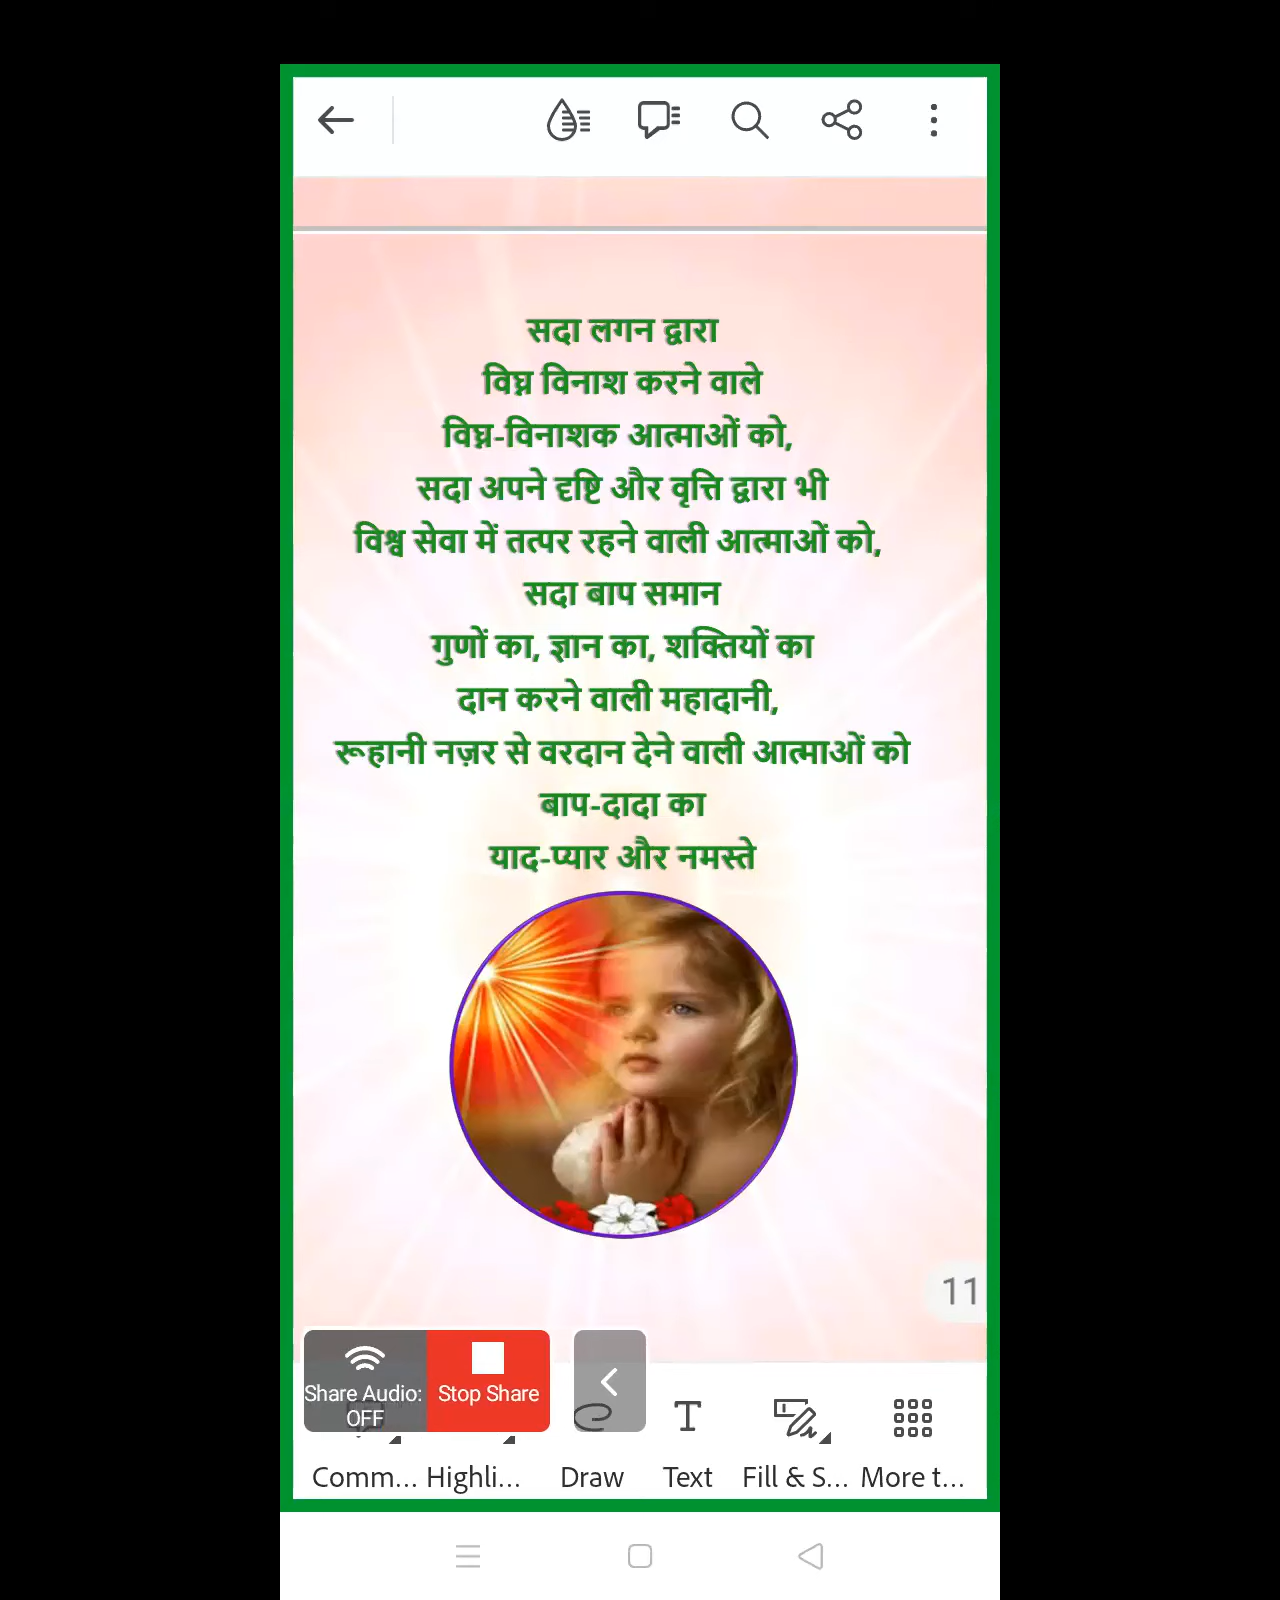 सदा लगन द्वारा
विघ्न विनाश करने वाले
विघ्न-विनाशक आत्माओं को,
सदा अपने दृष्टि और वृत्ति द्वारा भी
विश्व सेवा में तत्पर रहने वाली आत्माओं को,
सदा बाप समान
गुणों का, ज्ञान का, शक्तियों का
दान करने वाली महादानी,
रूहानी नज़र से वरदान देने वाली आत्माओं को
बाप-दादा का
याद-प्यार और नमस्ते
11
Share Audio: Stop Share
OFF
Comm... Highli... Draw Text Fill & S... More t...